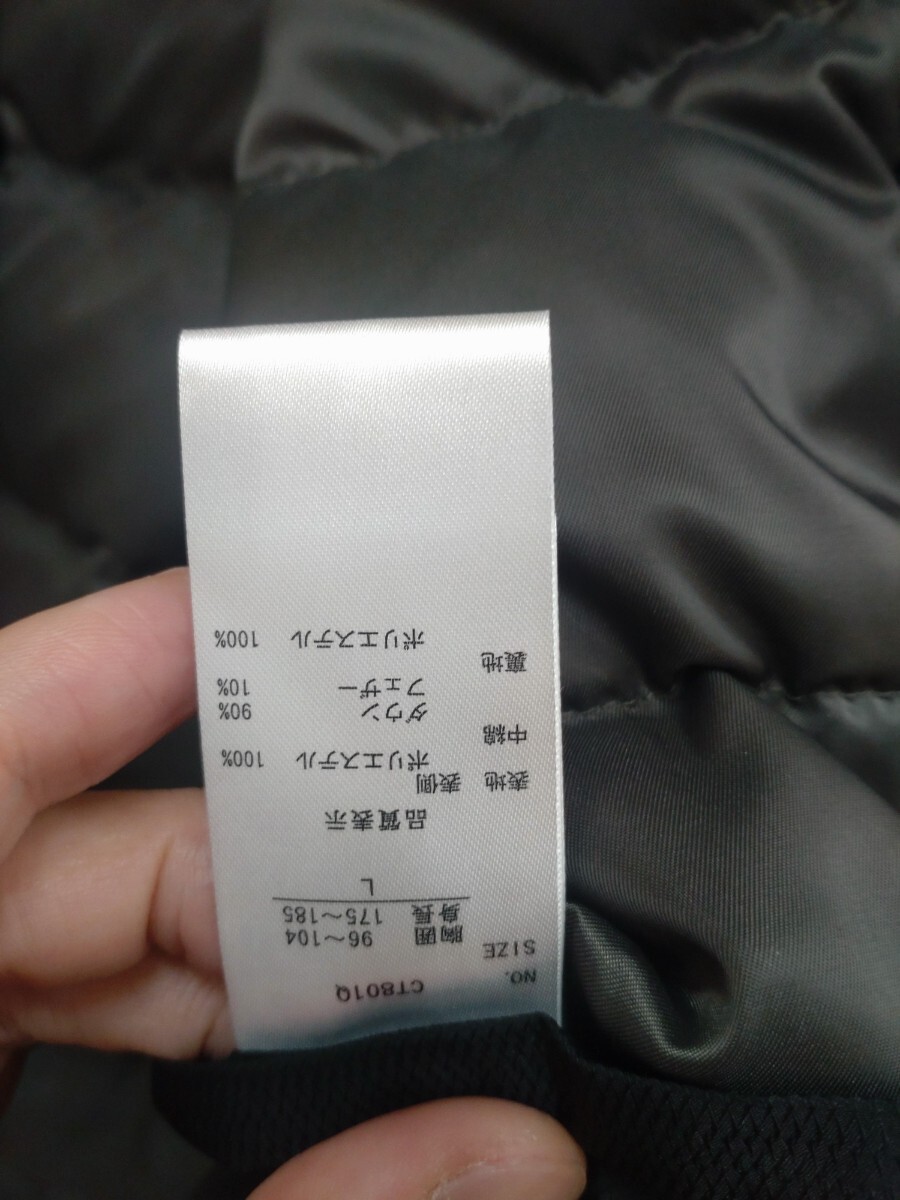 NO. CT801Q
SIZE
胸囲 96～104
身長 175～185
L
品質表示
表地 表側
ポリエステル 100%
中綿
ダウン 90%
フェザー 10%
裏地
ポリエステル 100%